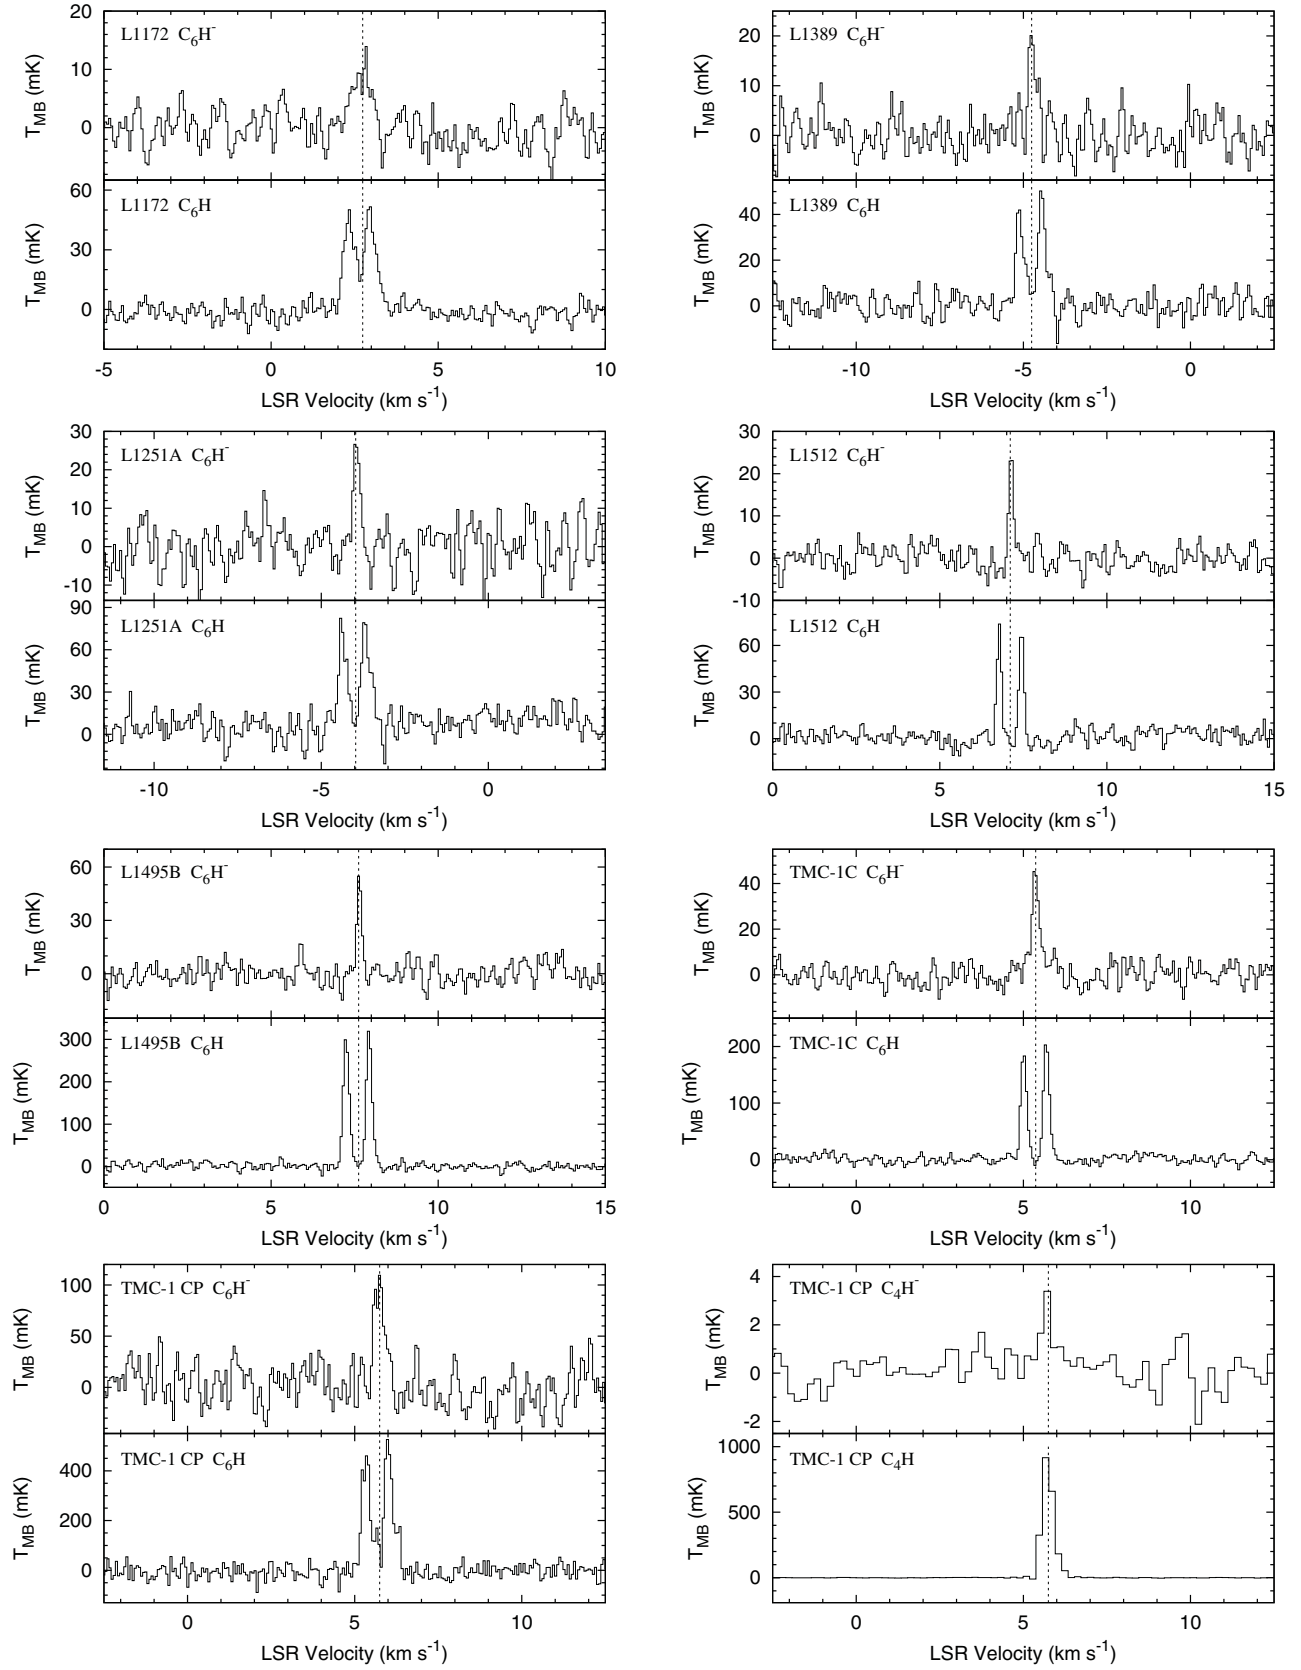 L1172 C6H-
TMB (mK)
20
10
0
L1172 C6H
TMB (mK)
60
30
0
-5 0 5 10
LSR Velocity (km s-1)
L1389 C6H-
TMB (mK)
20
10
0
L1389 C6H
TMB (mK)
40
20
0
-10 -5 0
LSR Velocity (km s-1)
L1251A C6H-
TMB (mK)
30
20
10
0
-10
L1251A C6H
TMB (mK)
90
60
30
0
-10 -5 0
LSR Velocity (km s-1)
L1512 C6H-
TMB (mK)
30
20
10
0
-10
L1512 C6H
TMB (mK)
60
30
0
0 5 10 15
LSR Velocity (km s-1)
L1495B C6H-
TMB (mK)
60
30
0
L1495B C6H
TMB (mK)
300
200
100
0
0 5 10 15
LSR Velocity (km s-1)
TMC-1C C6H-
TMB (mK)
40
20
0
TMC-1C C6H
TMB (mK)
200
100
0
0 5 10
LSR Velocity (km s-1)
TMC-1 CP C6H-
TMB (mK)
100
50
0
TMC-1 CP C6H
TMB (mK)
400
200
0
0 5 10
LSR Velocity (km s-1)
TMC-1 CP C4H-
TMB (mK)
4
2
0
-2
TMC-1 CP C4H
TMB (mK)
1000
500
0
0 5 10
LSR Velocity (km s-1)